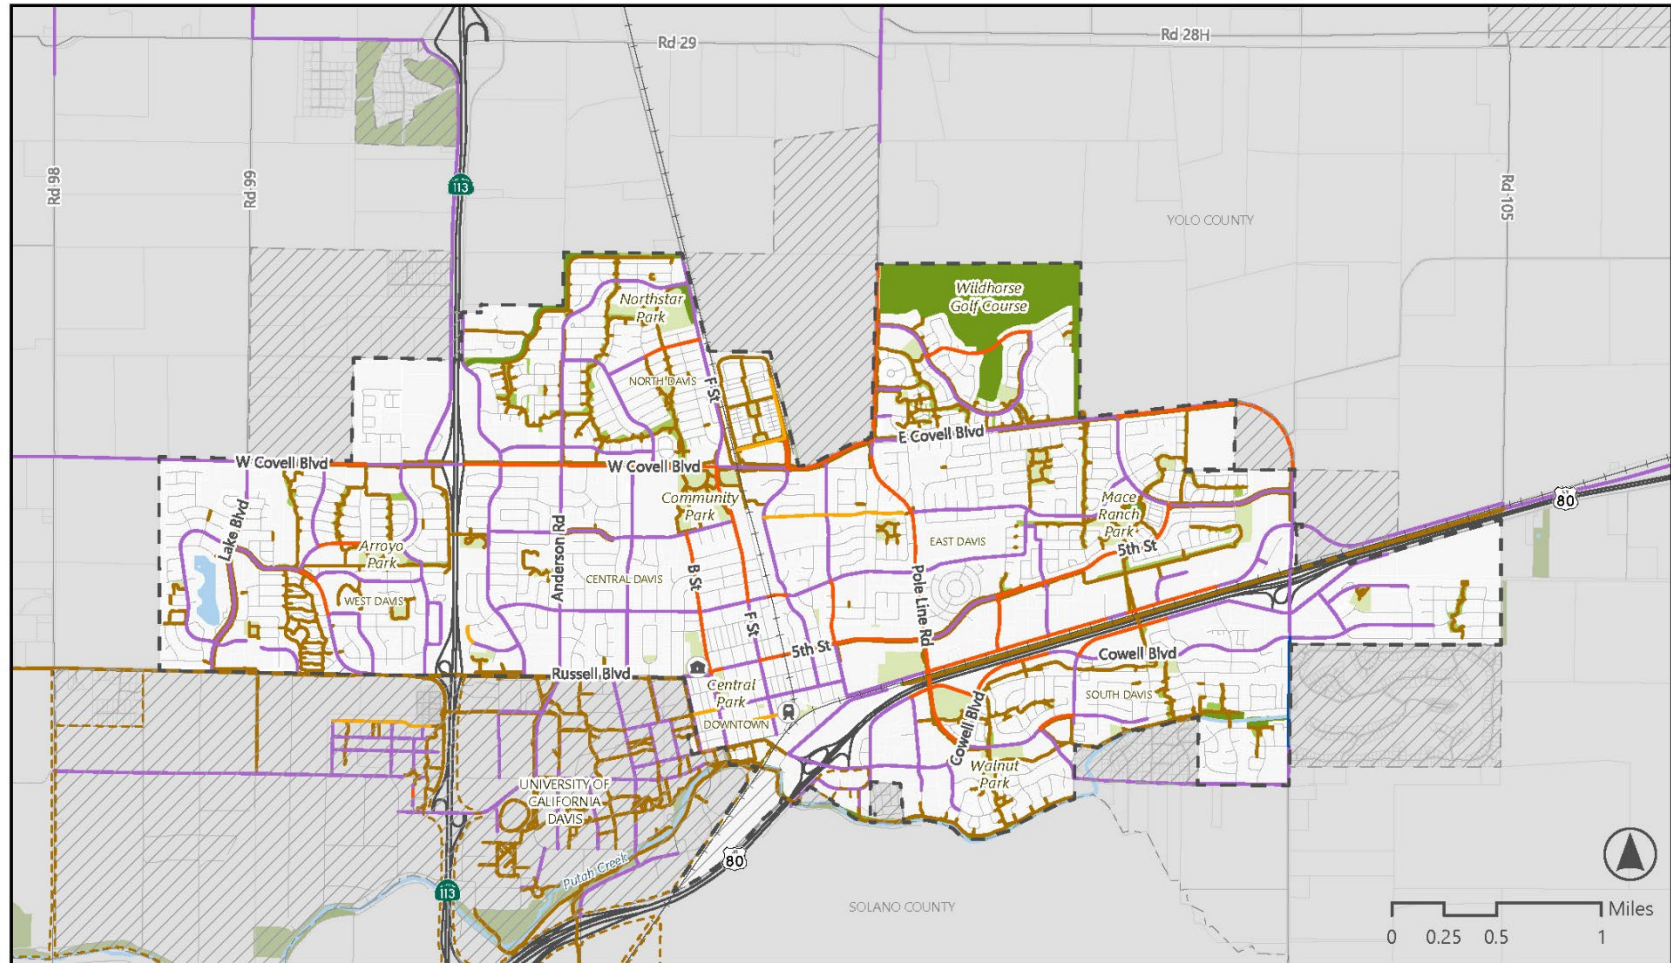 Rd 29
Rd 28H
Rd 98
Rd 99
113
Rd 105
YOLO COUNTY
Wildhorse
Golf Course
Northstar
Park
NORTH DAVIS
F St
E Covell Blvd
W Covell Blvd
W Covell Blvd
Community
Park
Mace
Ranch
Park
80
Lake Blvd
Arroyo
Park
Anderson Rd
EAST DAVIS
5th St
CENTRAL DAVIS
B St
Pole Line Rd
WEST DAVIS
F St
5th St
Cowell Blvd
Russell Blvd
Central
Park
SOUTH DAVIS
DOWNTOWN
Cowell Blvd
Walnut
Park
UNIVERSITY OF
CALIFORNIA
DAVIS
80
Putah Creek
113
SOLANO COUNTY
Miles
0 0.25 0.5 1